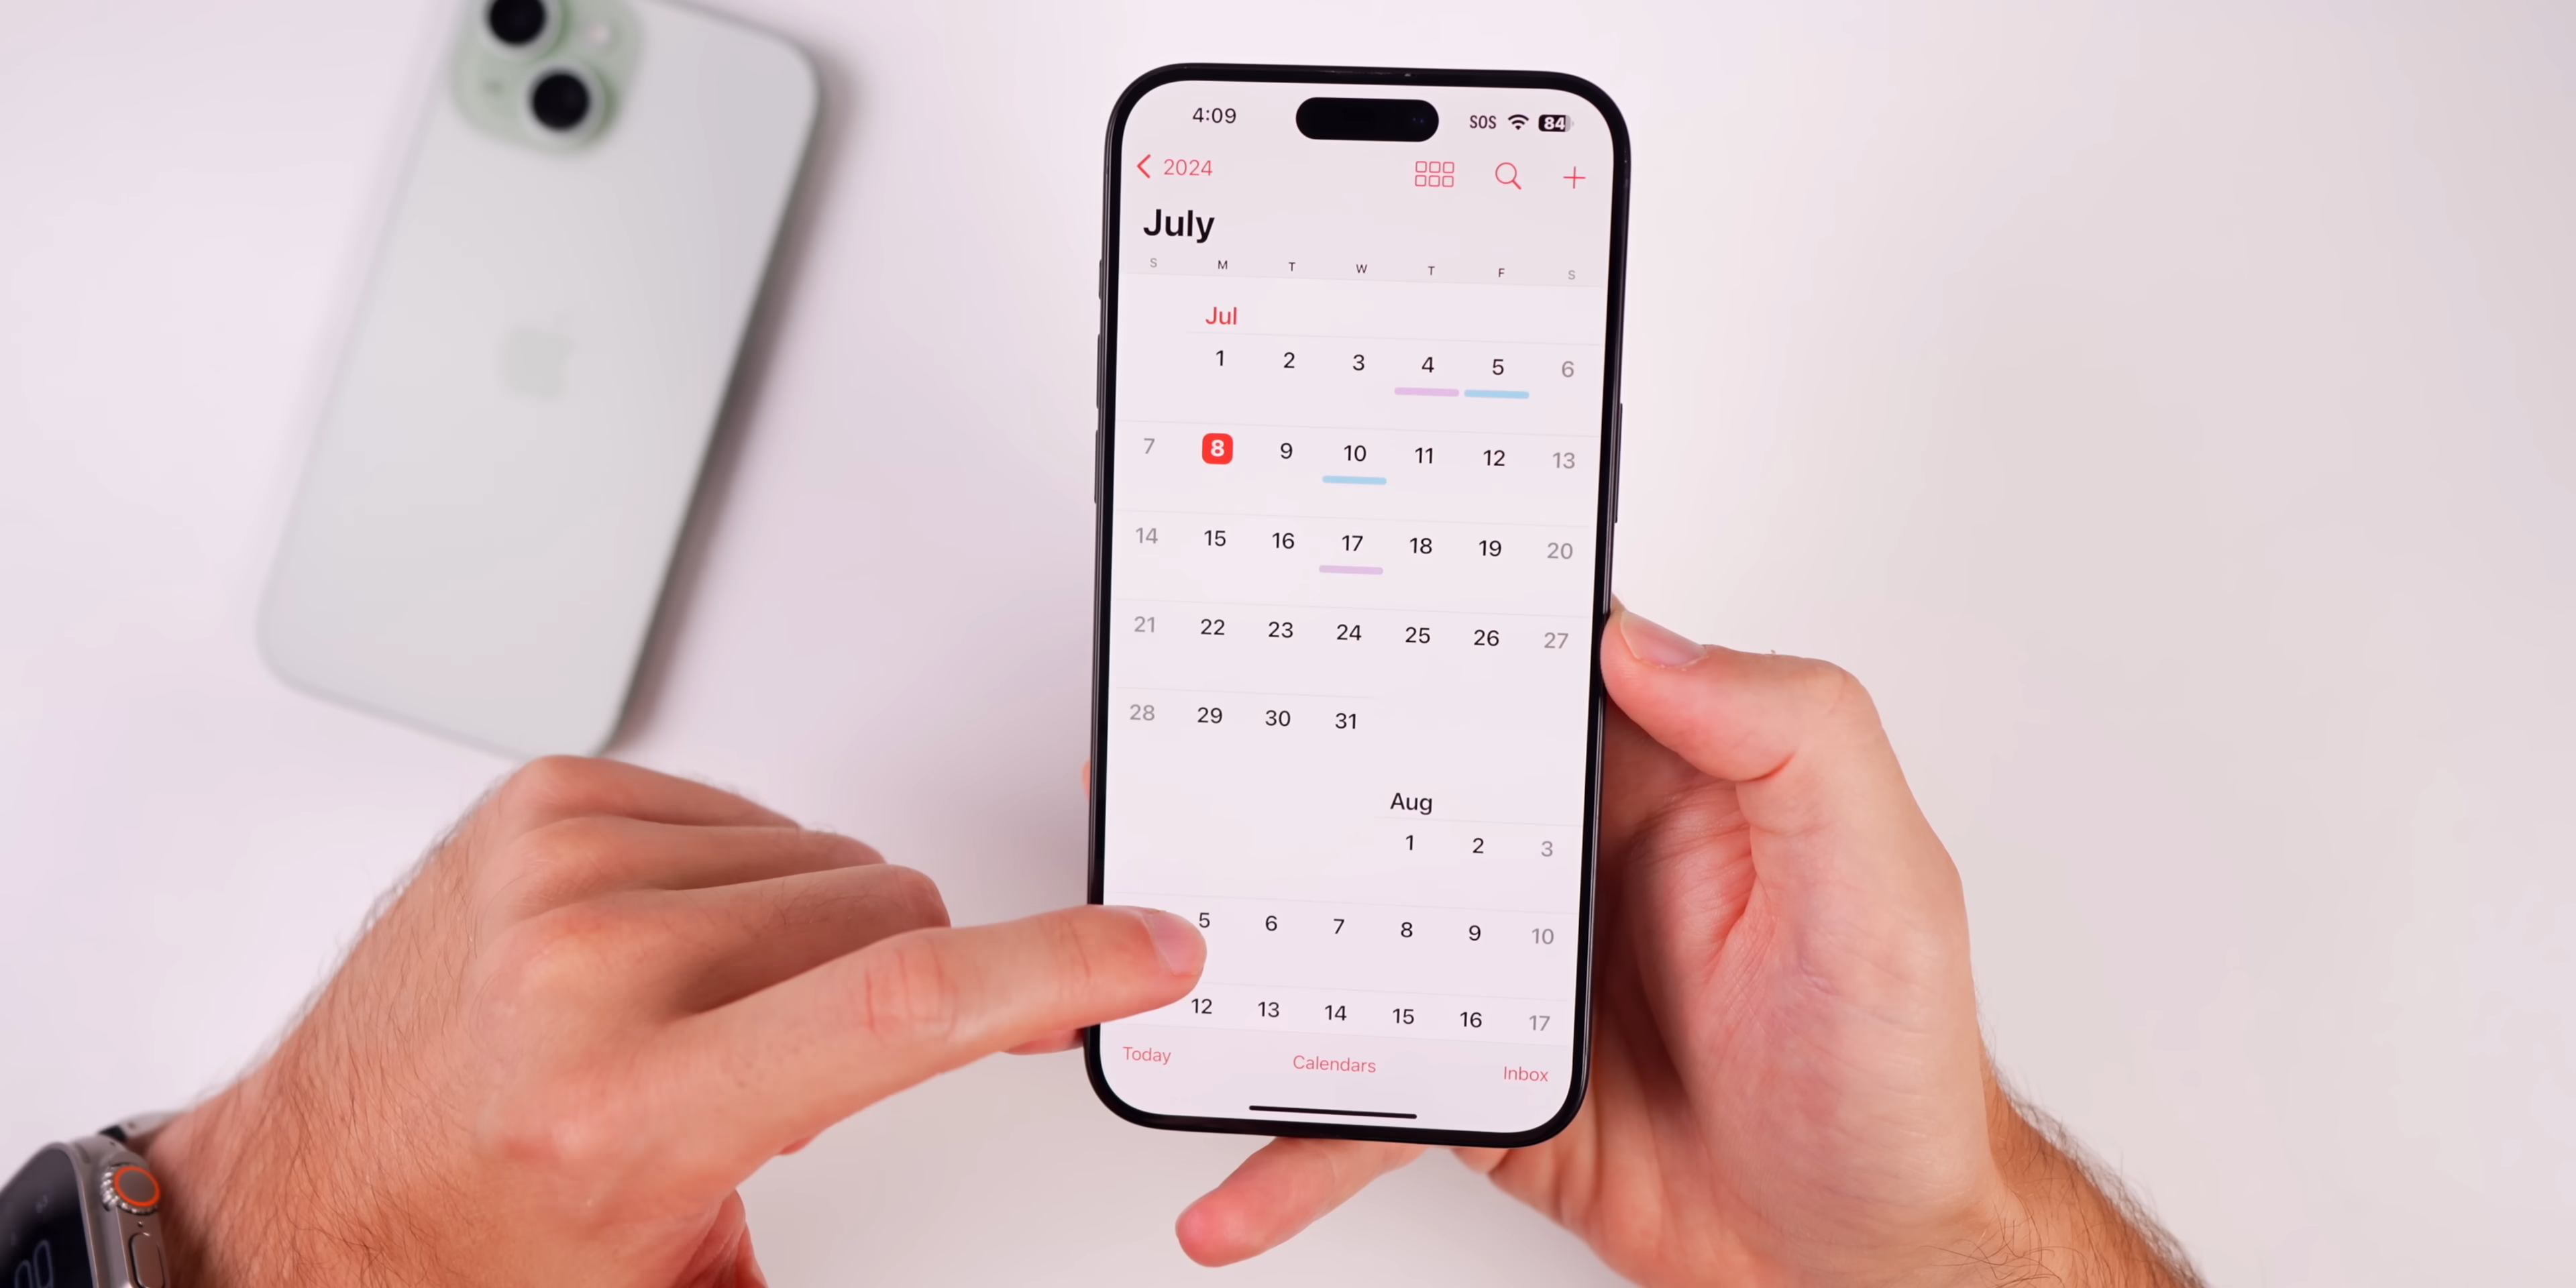 4:09 SOS 84
2024
July
S M T W T F S
Jul
1 2 3 4 5 6
7 8 9 10 11 12 13
14 15 16 17 18 19 20
21 22 23 24 25 26 27
28 29 30 31
Aug
1 2 3
5 6 7 8 9 10
12 13 14 15 16 17
Today Calendars Inbox